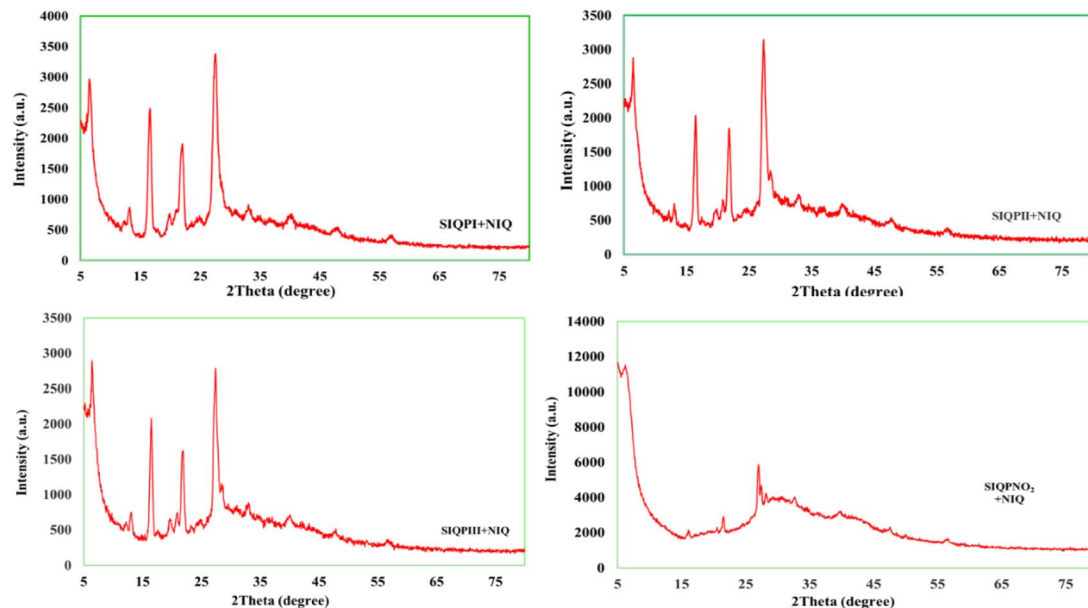 4000
3500
3000
2500
2000
1500
1000
500
0
Intensity (a.u.)
SIQPI+NIQ
5 15 25 35 45 55 65 75
2Theta (degree)
3500
3000
2500
2000
1500
1000
500
0
Intensity (a.u.)
SIQPII+NIQ
5 15 25 35 45 55 65 75
2Theta (degree)
3500
3000
2500
2000
1500
1000
500
0
Intensity (a.u.)
SIQPIII+NIQ
5 15 25 35 45 55 65 75
2Theta (degree)
14000
12000
10000
8000
6000
4000
2000
0
Intensity (a.u.)
SIQPNO₂
+NIQ
5 15 25 35 45 55 65 75
2Theta (degree)